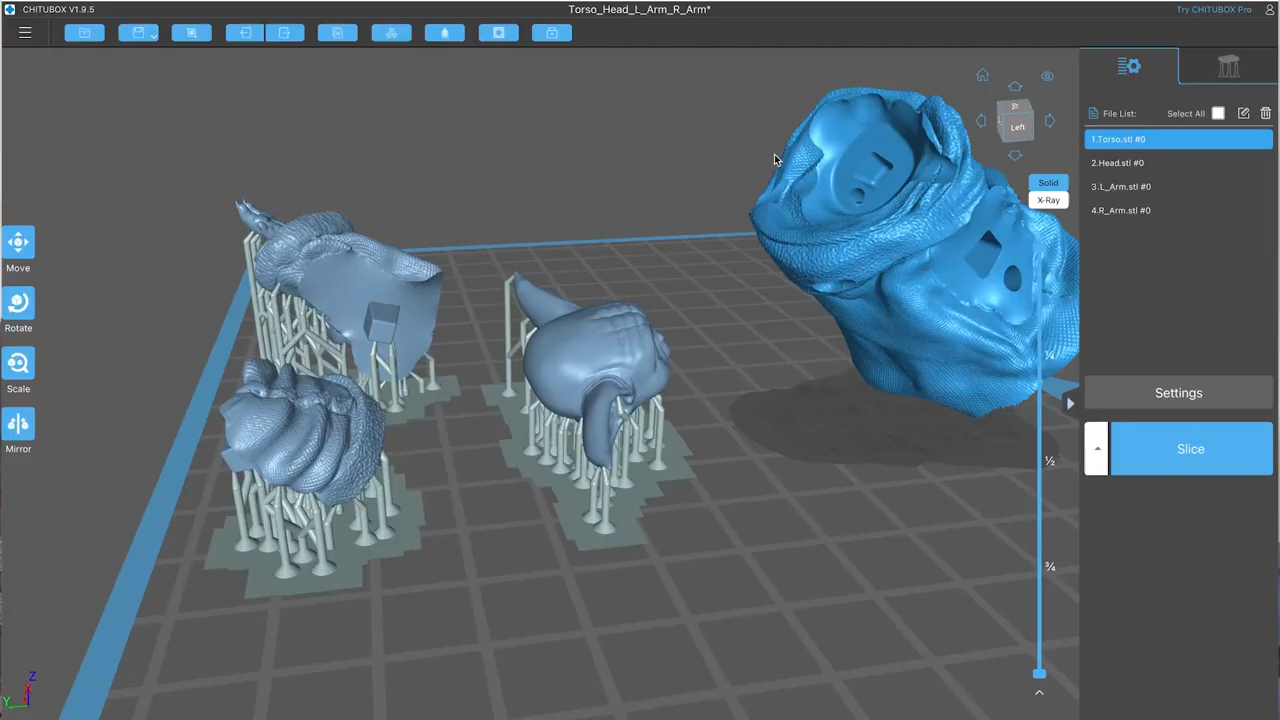 CHITUBOX V1.9.5
Torso_Head_L_Arm_R_Arm*
Try CHITUBOX Pro
File List:
Select All
1.Torso.stl #0
2.Head.stl #0
3.L_Arm.stl #0
4.R_Arm.stl #0
Left
Solid
X-Ray
Move
Rotate
Scale
Mirror
¼
½
¾
Settings
Slice
Z
Y